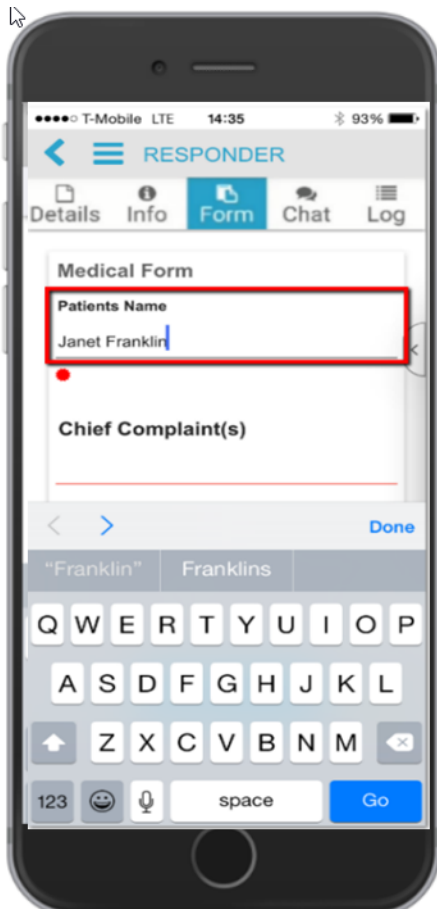 T-Mobile LTE 14:35 93%
RESPONDER
Details Info Form Chat Log
Medical Form
Patients Name
Janet Franklin
Chief Complaint(s)
Done
“Franklin” Franklins
Q W E R T Y U I O P
A S D F G H J K L
Z X C V B N M
123 space Go